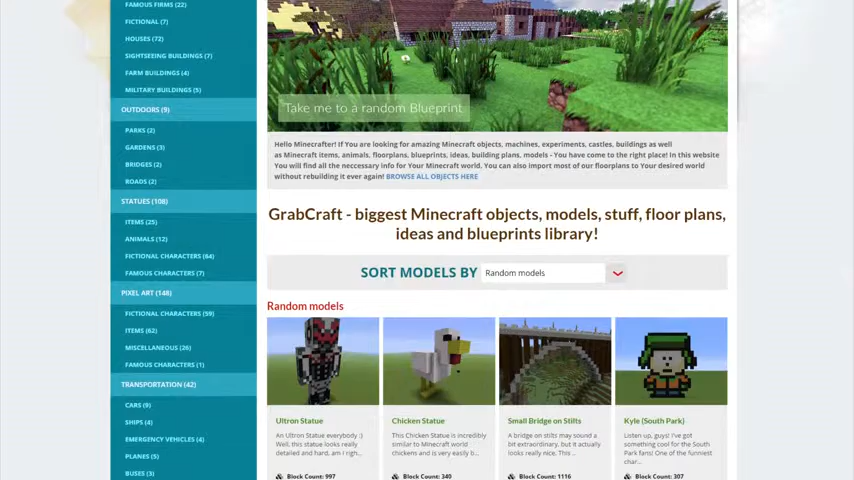 FAMOUS FIRMS (22)
FICTIONAL (7)
HOUSES (72)
SIGHTSEEING BUILDINGS (7)
FARM BUILDINGS (4)
MILITARY BUILDINGS (5)
OUTDOORS (9)
PARKS (2)
GARDENS (3)
BRIDGES (2)
ROADS (2)
STATUES (108)
ITEMS (25)
ANIMALS (12)
FICTIONAL CHARACTERS (64)
FAMOUS CHARACTERS (7)
PIXEL ART (148)
FICTIONAL CHARACTERS (59)
ITEMS (62)
MISCELLANEOUS (26)
FAMOUS CHARACTERS (1)
TRANSPORTATION (42)
CARS (9)
SHIPS (4)
EMERGENCY VEHICLES (4)
PLANES (5)
BUSES (3)
Take me to a random Blueprint
Hello Minecrafter! If You are looking for amazing Minecraft objects, machines, experiments, castles, buildings as well
as Minecraft items, animals, floorplans, blueprints, ideas, building plans, models - You have come to the right place! In this website
You will find all the neccessary info for Your Minecraft world. You can also import most of our floorplans to Your desired world
without rebuilding it ever again! BROWSE ALL OBJECTS HERE
GrabCraft - biggest Minecraft objects, models, stuff, floor plans,
ideas and blueprints library!
SORT MODELS BY Random models
Random models
Ultron Statue
An Ultron Statue everybody :)
Well, this statue looks really
detailed and hard, am I righ...
Block Count: 997
Chicken Statue
This Chicken Statue is incredibly
similar to Minecraft world
chickens and is very easily b...
Block Count: 340
Small Bridge on Stilts
A bridge on stilts may sound a
bit extraordinary, but it actually
looks really nice. This ...
Block Count: 1116
Kyle (South Park)
Listen up, guys! I've got
something cool for the South
Park fans! One of the funniest
char...
Block Count: 307